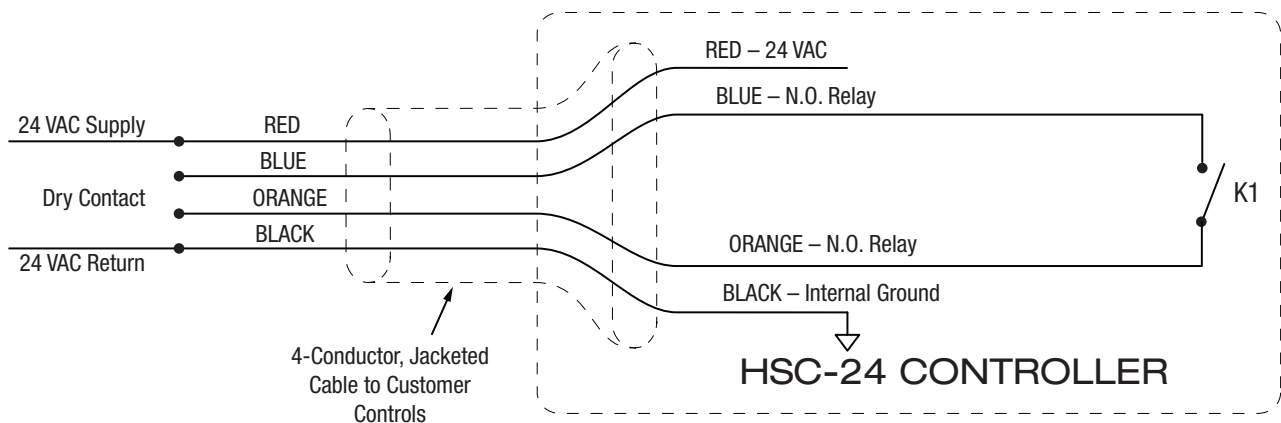 RED – 24 VAC
BLUE – N.O. Relay
24 VAC Supply
RED
BLUE
Dry Contact
ORANGE
BLACK
24 VAC Return
K1
ORANGE – N.O. Relay
BLACK – Internal Ground
4-Conductor, Jacketed
Cable to Customer
Controls
HSC-24 CONTROLLER